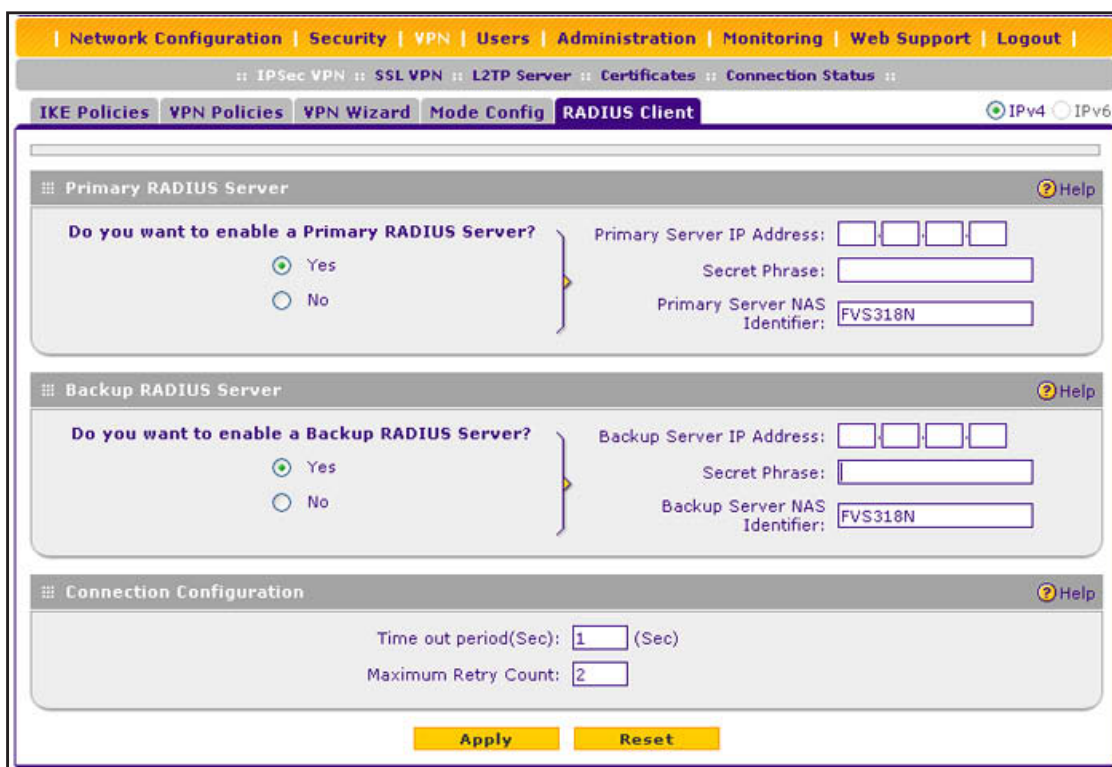 | Network Configuration | Security | VPN | Users | Administration | Monitoring | Web Support | Logout |
:: IPSec VPN :: SSL VPN :: L2TP Server :: Certificates :: Connection Status ::
IKE Policies VPN Policies VPN Wizard Mode Config RADIUS Client IPv4 IPv6
Primary RADIUS Server ? Help
Do you want to enable a Primary RADIUS Server?
Yes
No
Primary Server IP Address: . . .
Secret Phrase:
Primary Server NAS
Identifier: FVS318N
Backup RADIUS Server ? Help
Do you want to enable a Backup RADIUS Server?
Yes
No
Backup Server IP Address: . . .
Secret Phrase:
Backup Server NAS
Identifier: FVS318N
Connection Configuration ? Help
Time out period(Sec): 1 (Sec)
Maximum Retry Count: 2
Apply Reset